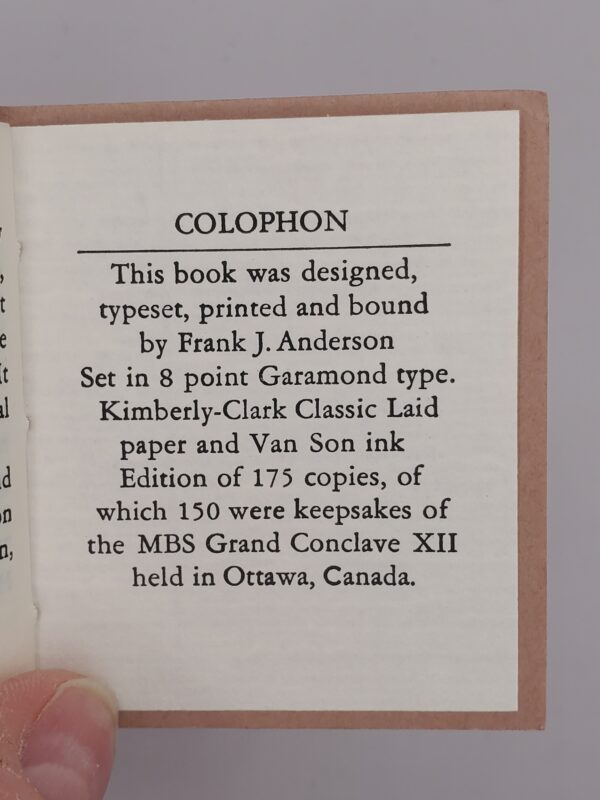 COLOPHON
This book was designed,
typeset, printed and bound
by Frank J. Anderson
Set in 8 point Garamond type.
Kimberly-Clark Classic Laid
paper and Van Son ink
Edition of 175 copies, of
which 150 were keepsakes of
the MBS Grand Conclave XII
held in Ottawa, Canada.